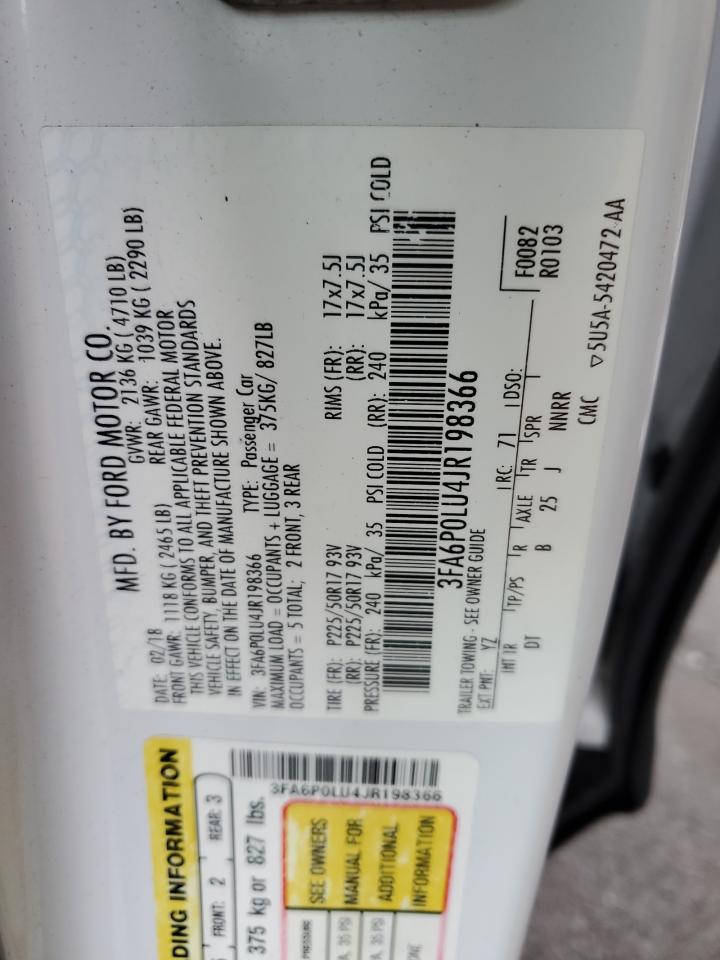 MFD. BY FORD MOTOR CO.
DATE: 02/18 GVWR: 2136 KG ( 4710 LB)
FRONT GAWR: 1118 KG ( 2465 LB) REAR GAWR: 1039 KG ( 2290 LB)
THIS VEHICLE CONFORMS TO ALL APPLICABLE FEDERAL MOTOR
VEHICLE SAFETY, BUMPER, AND THEFT PREVENTION STANDARDS
IN EFFECT ON THE DATE OF MANUFACTURE SHOWN ABOVE.
VIN: 3FA6P0LU4JR198366 TYPE: Passenger Car
MAXIMUM LOAD = OCCUPANTS + LUGGAGE = 375KG/ 827LB
OCCUPANTS = 5 TOTAL; 2 FRONT, 3 REAR
TIRE (FR): P225/50R17 93V RIMS (FR): 17x7.5J
(RR): P225/50R17 93V (RR): 17x7.5J
PRESSURE (FR): 240 kPa/ 35 PSI COLD (RR): 240 kPa/ 35 PSI COLD
3FA6P0LU4JR198366
TRAILER TOWING - SEE OWNER GUIDE
EXT PNT: YZ RC: 71 DSO: F0082
R0103
INT TR TP/PS R AXLE TR SPR
DT B 25 J NNRR
CMC
▽5U5A-5420472-AA
DING INFORMATION
FRONT: 2 REAR: 3
375 kg or 827 lbs.
3FA6P0LU4JR198366
PRESSURE
35 PSI
35 PSI
SEE OWNERS
MANUAL FOR
ADDITIONAL
INFORMATION